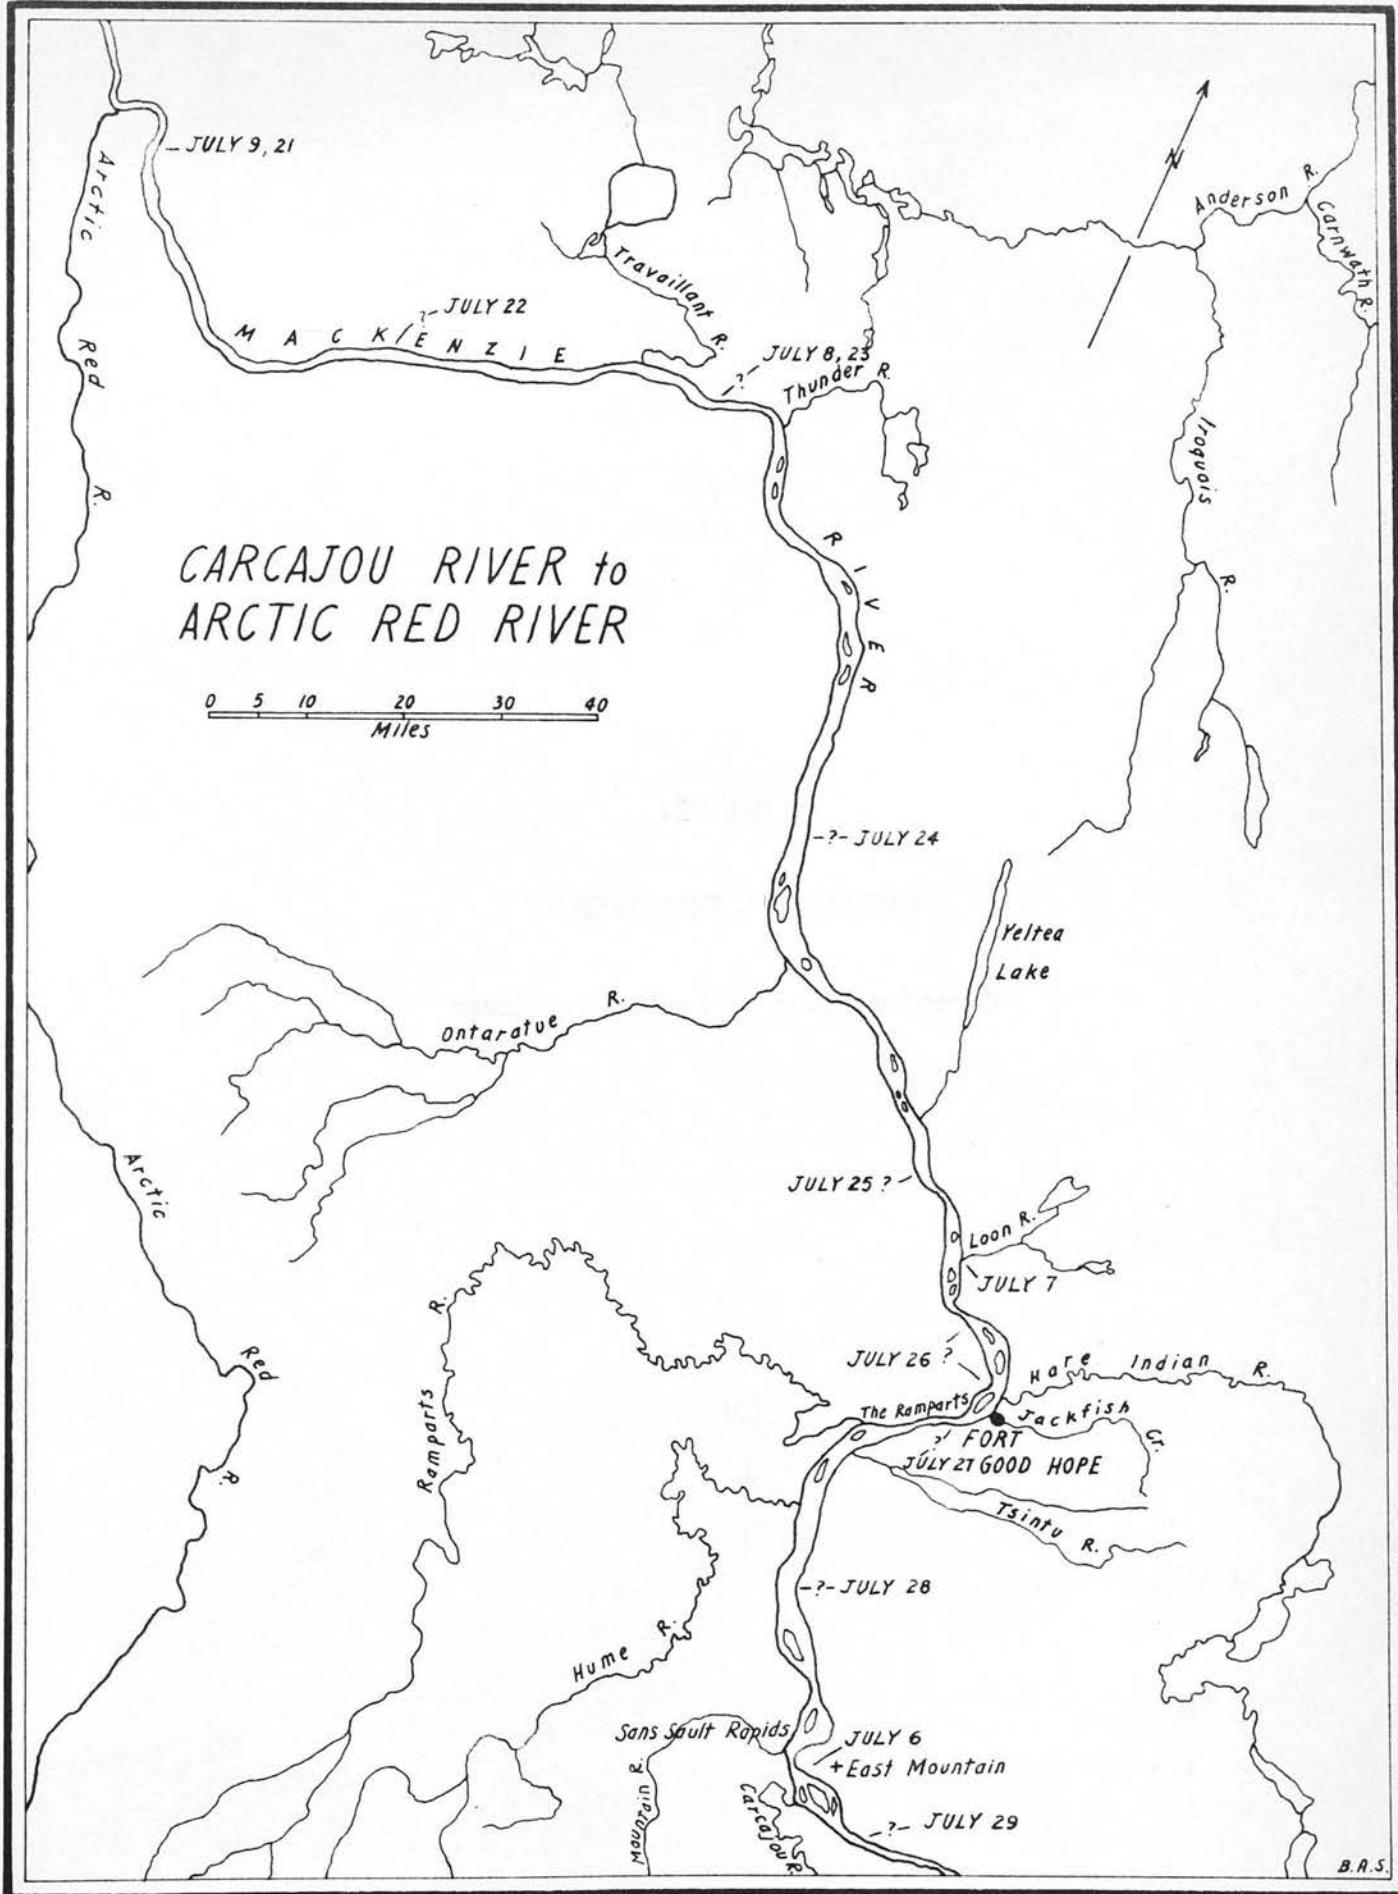 JULY 9, 21
Arctic Red R.
N
Anderson R.
Carnwath R.
Travaillant R.
? JULY 22
MACKENZIE
JULY 8, 23
?
Thunder R.
Iroquois R.
RIVER
CARCAJOU RIVER to
ARCTIC RED RIVER
0 5 10 20 30 40
Miles
-?- JULY 24
Yeltea
Lake
Ontaratue R.
Arctic Red R.
JULY 25 ?
Loon R.
JULY 7
JULY 26 ?
Hare Indian R.
The Ramparts
Jackfish Cr.
Ramparts R.
? FORT
JULY 27 GOOD HOPE
Tsintu R.
-?- JULY 28
Hume R.
Sans Sault Rapids
JULY 6
+ East Mountain
Mountain R.
Carcajou R.
-?- JULY 29
B.A.S.